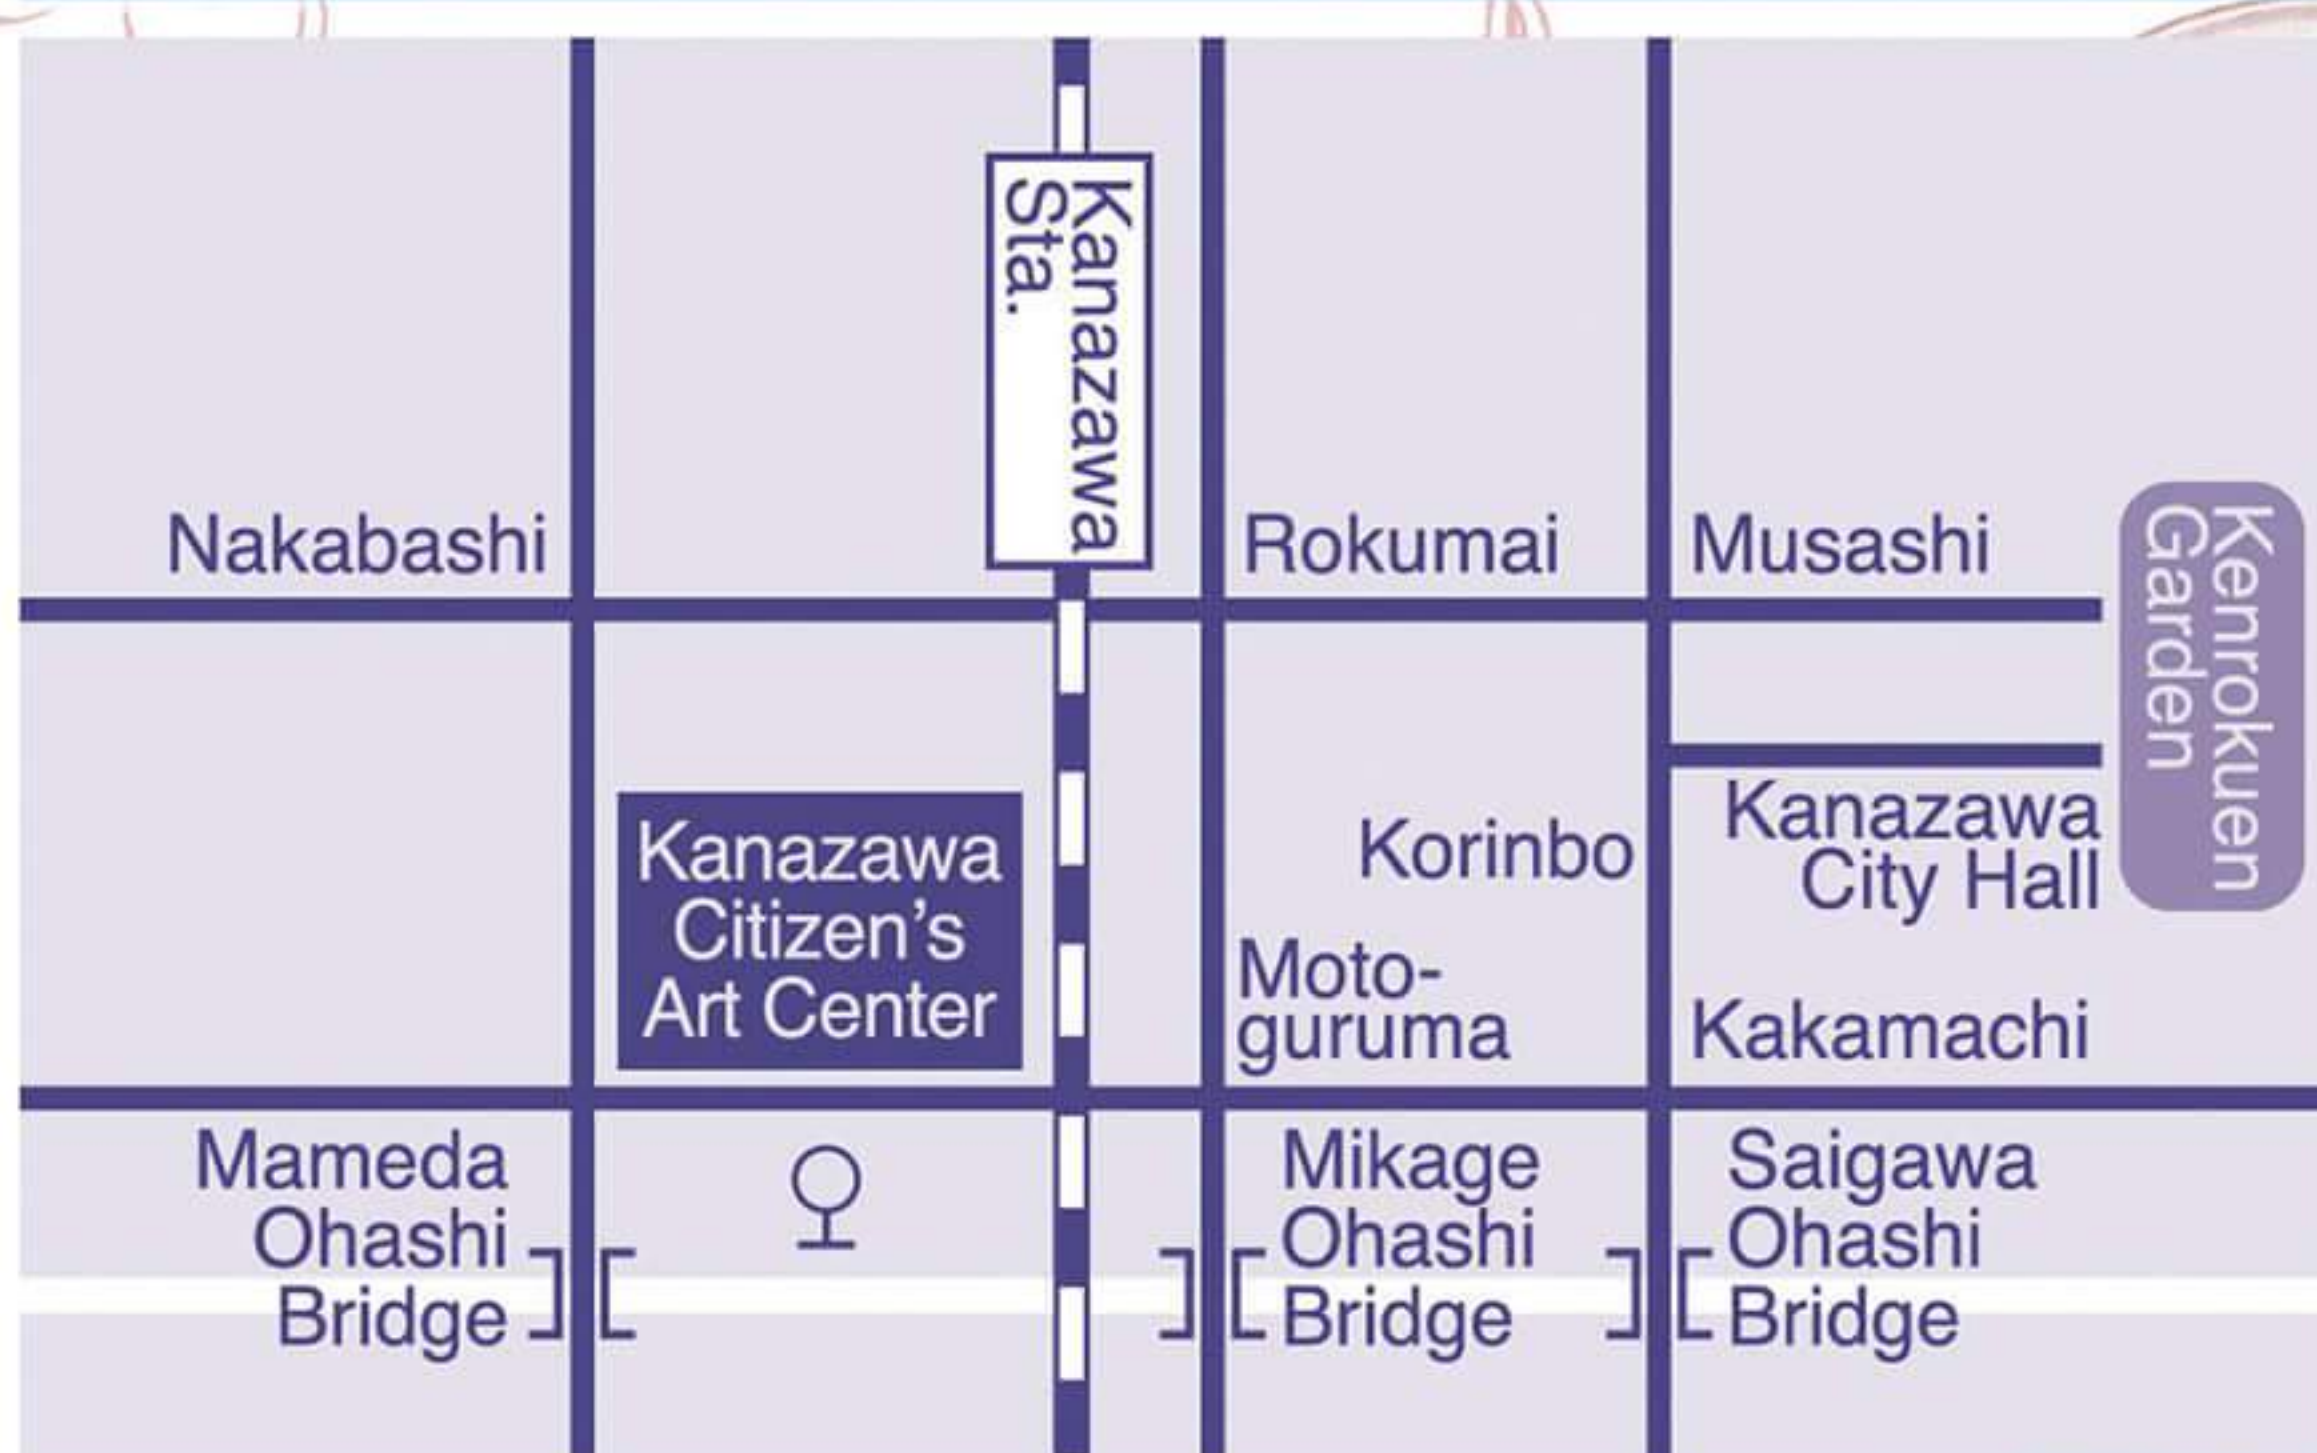 Kanazawa
Sta.
Nakabashi
Rokumai
Musashi
Kenrokuen
Garden
Kanazawa
Citizen’s
Art Center
Korinbo
Kanazawa
City Hall
Moto-
guruma
Kakamachi
Mameda
Ohashi
Bridge
Mikage
Ohashi
Bridge
Saigawa
Ohashi
Bridge